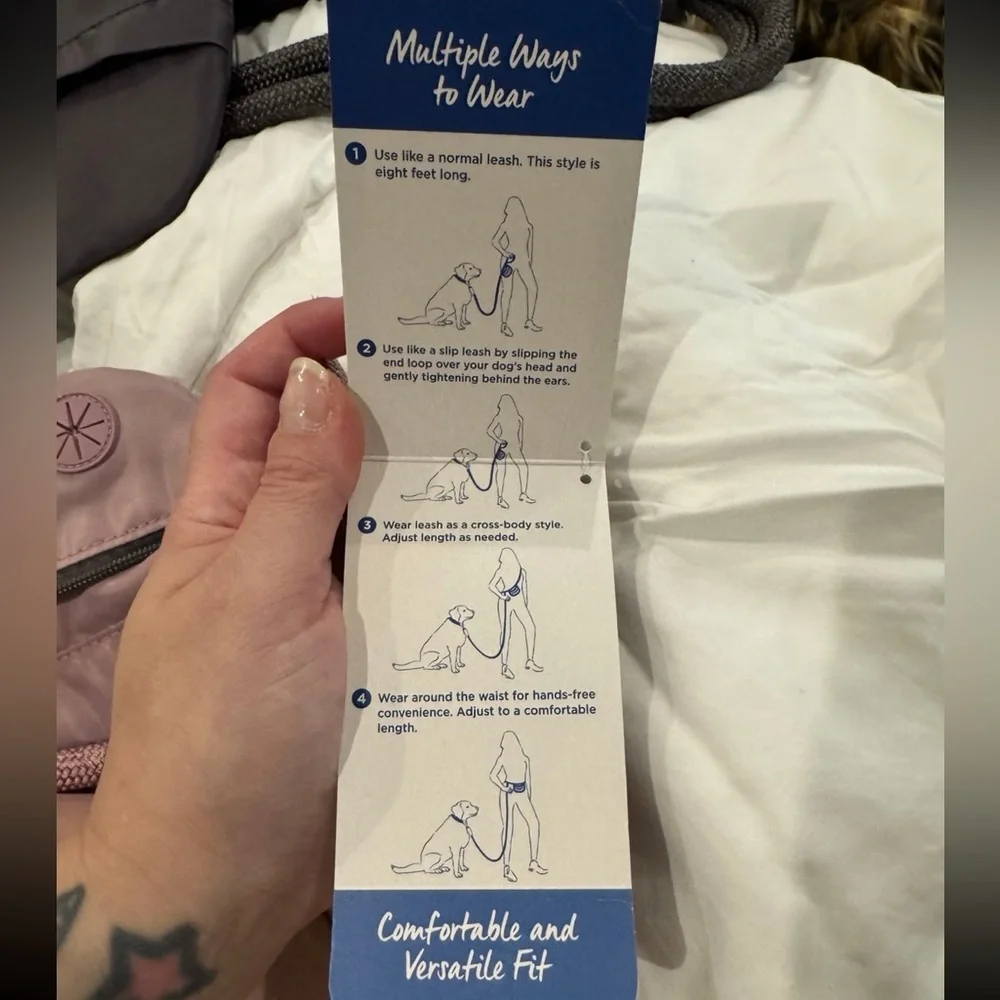 Multiple Ways
to Wear
1 Use like a normal leash. This style is
eight feet long.
2 Use like a slip leash by slipping the
end loop over your dog's head and
gently tightening behind the ears.
3 Wear leash as a cross-body style.
Adjust length as needed.
4 Wear around the waist for hands-free
convenience. Adjust to a comfortable
length.
Comfortable and
Versatile Fit